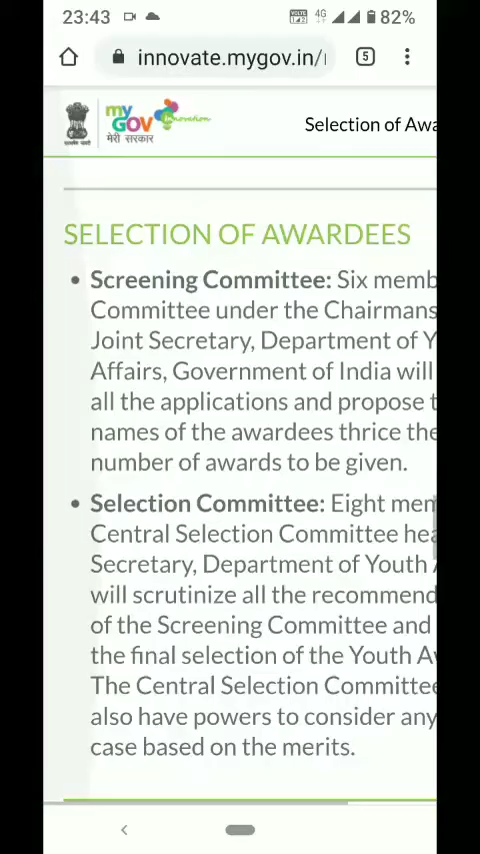 23:43 4G 82%
innovate.mygov.in/
5
my
GOV
मेरी सरकार
Innovation
Selection of Awa
SELECTION OF AWARDEES
• Screening Committee: Six memb
Committee under the Chairmans
Joint Secretary, Department of Y
Affairs, Government of India will
all the applications and propose t
names of the awardees thrice the
number of awards to be given.
• Selection Committee: Eight mem
Central Selection Committee hea
Secretary, Department of Youth A
will scrutinize all the recommend
of the Screening Committee and
the final selection of the Youth Aw
The Central Selection Committee
also have powers to consider any
case based on the merits.